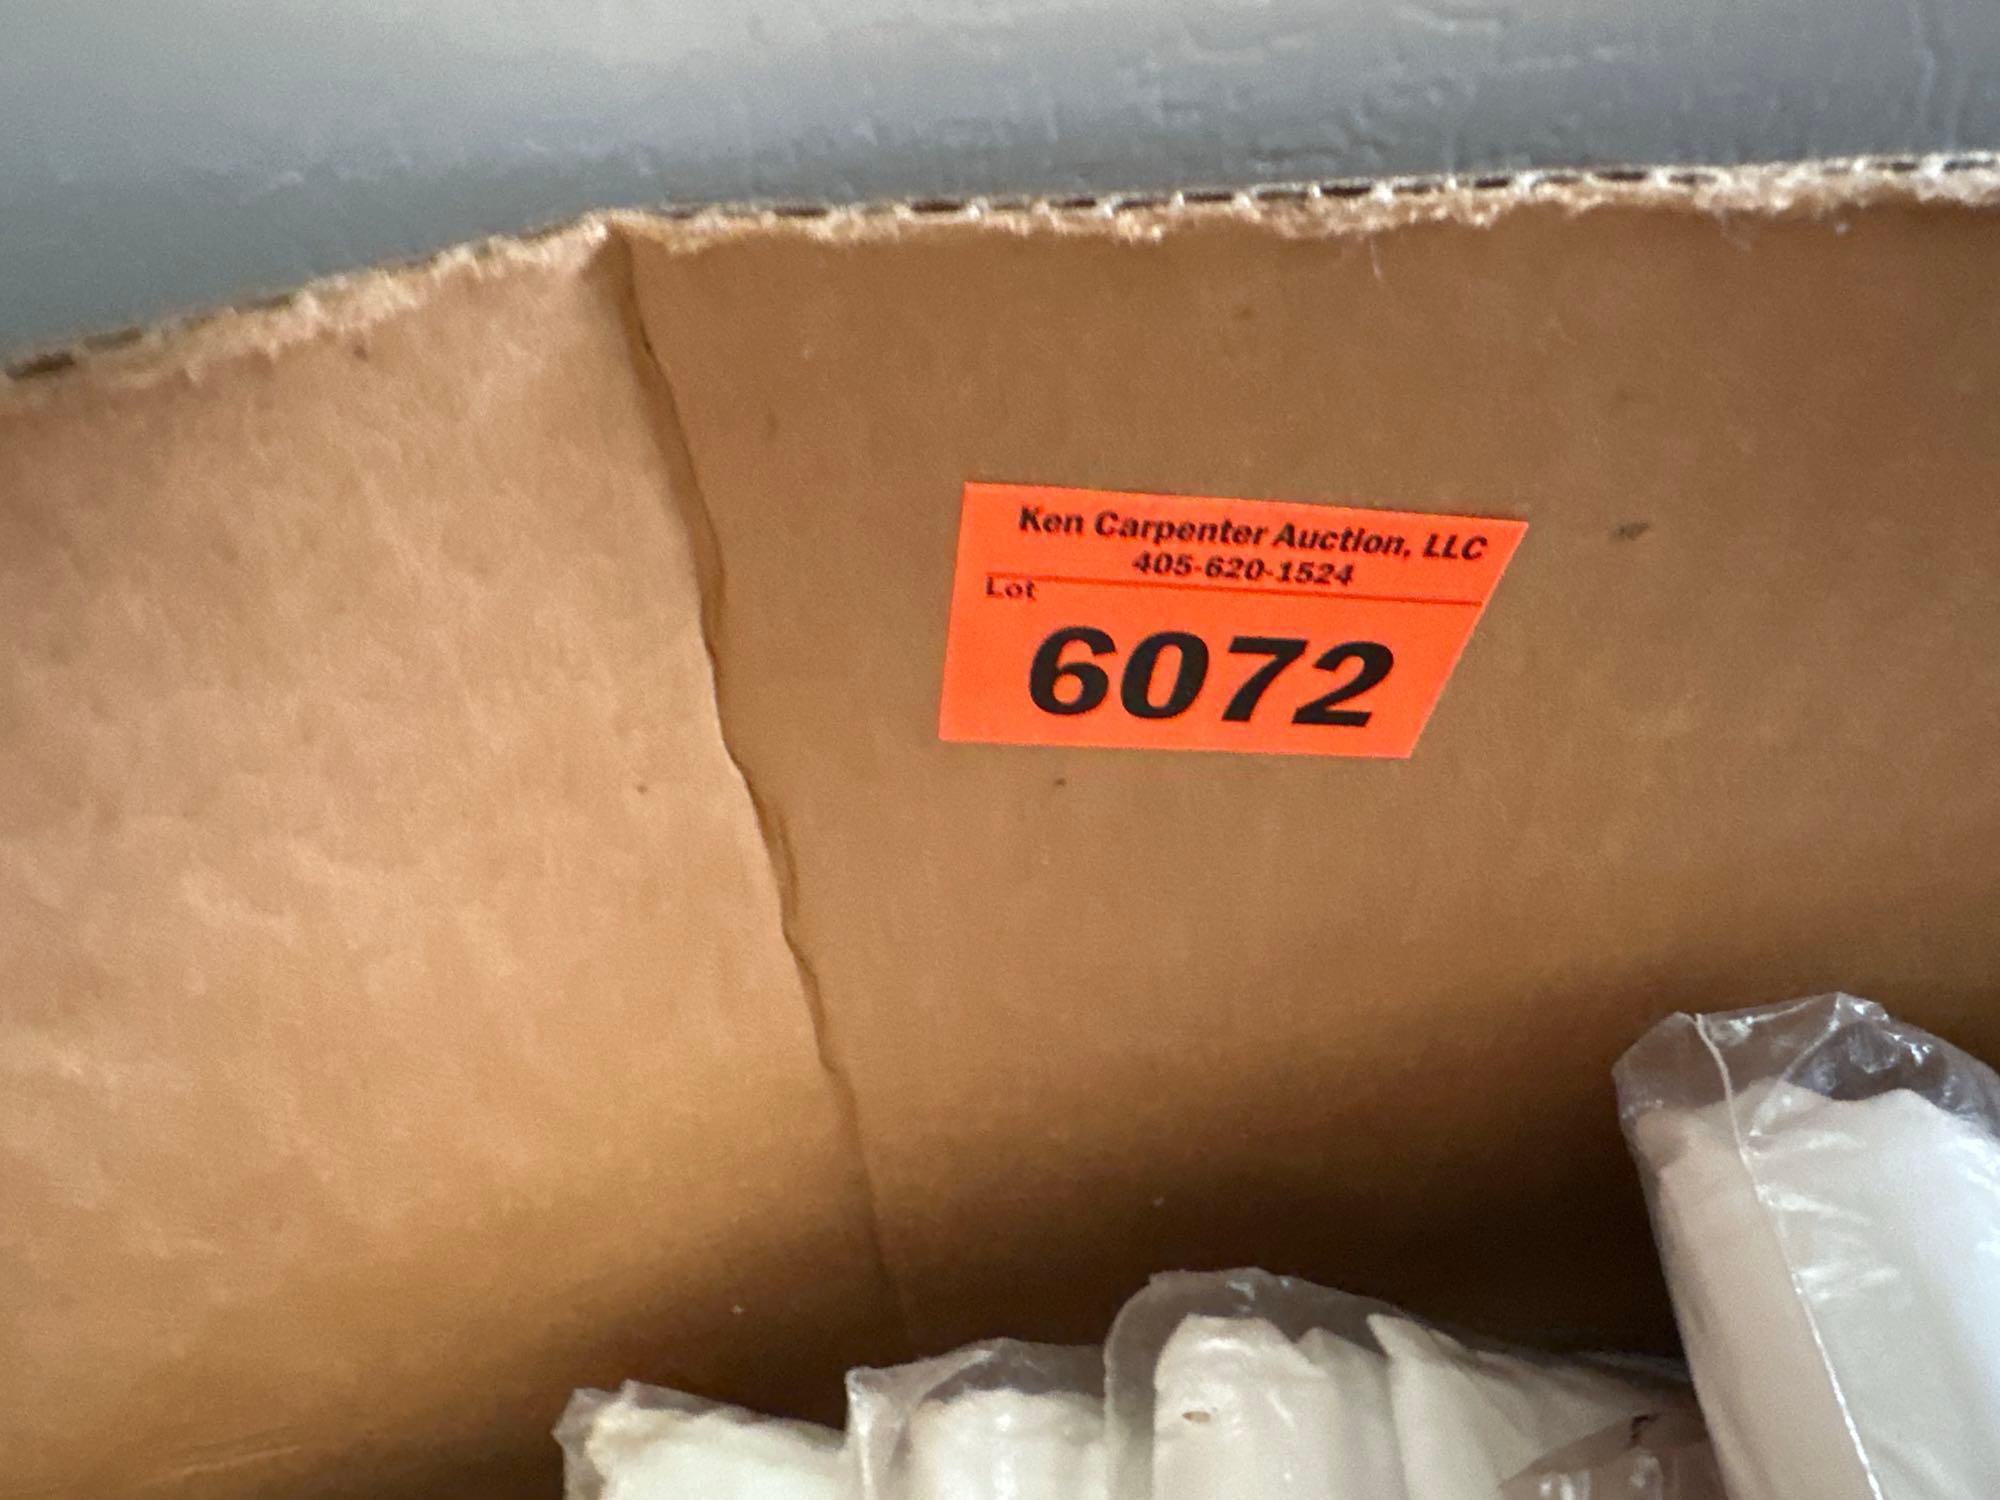 Ken Carpenter Auction, LLC
405-620-1524
Lot
6072